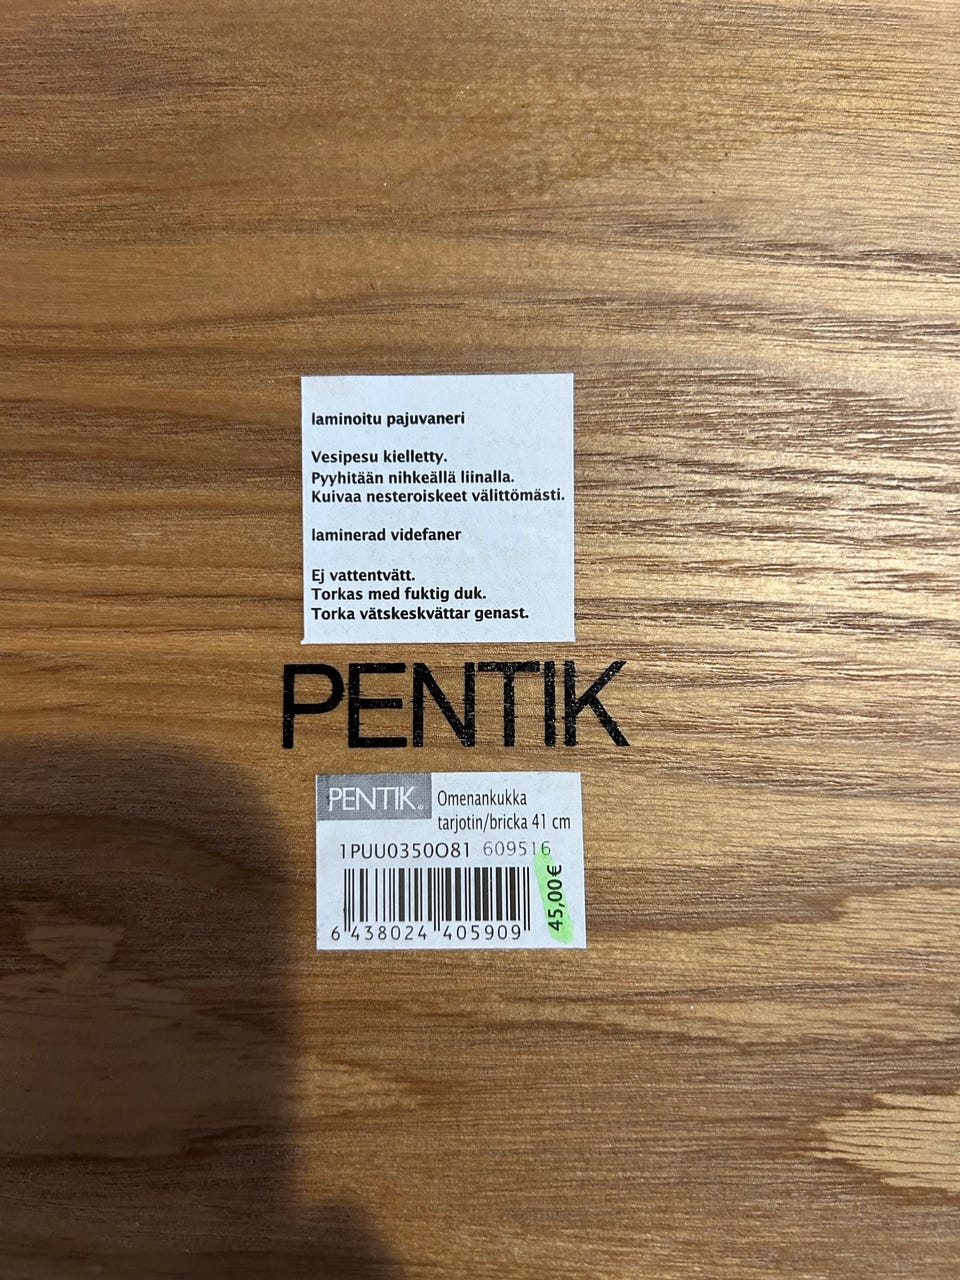 laminoitu pajuvaneri
Vesipesu kielletty.
Pyyhitään nihkeällä liinalla.
Kuivaa nesteroiskeet välittömästi.
laminerad videfaner
Ej vattentvätt.
Torkas med fuktig duk.
Torka vätskeskvättar genast.
PENTIK
PENTIK® Omenankukka
tarjotin/bricka 41 cm
1PUU0350O81 609516
45,00€
6 438024 405909